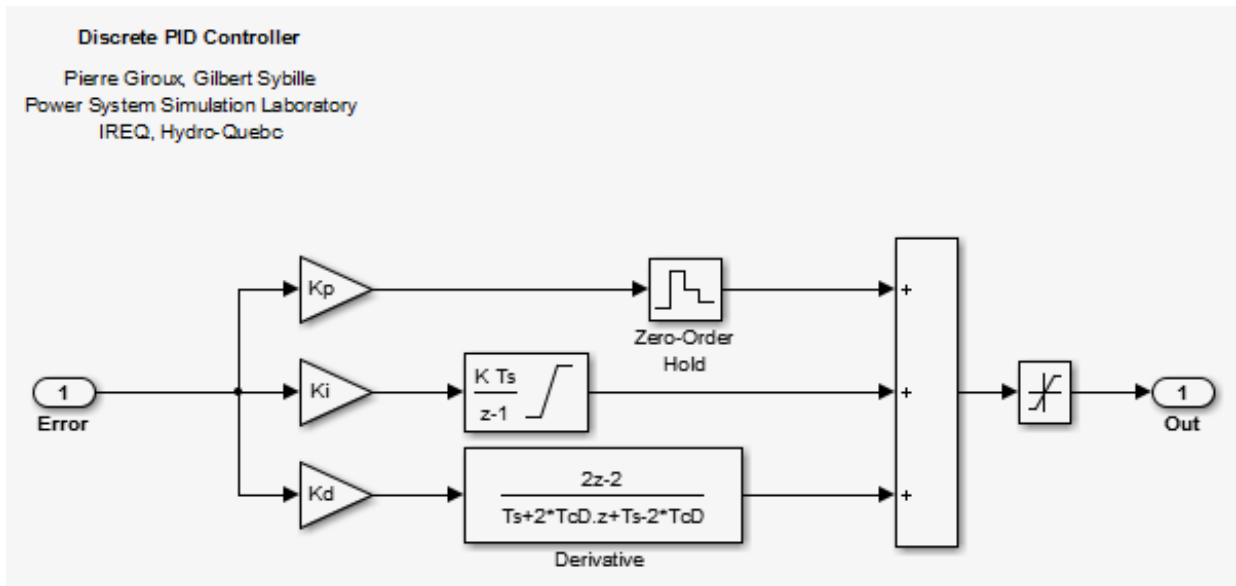 Discrete PID Controller
Pierre Giroux, Gilbert Sybille
Power System Simulation Laboratory
IREQ, Hydro-Quebc
Kp
Zero-Order
Hold
+
1
Error
Ki
K Ts
z-1
+
1
Out
Kd
2z-2
Ts+2*TcD.z+Ts-2*TcD
Derivative
+